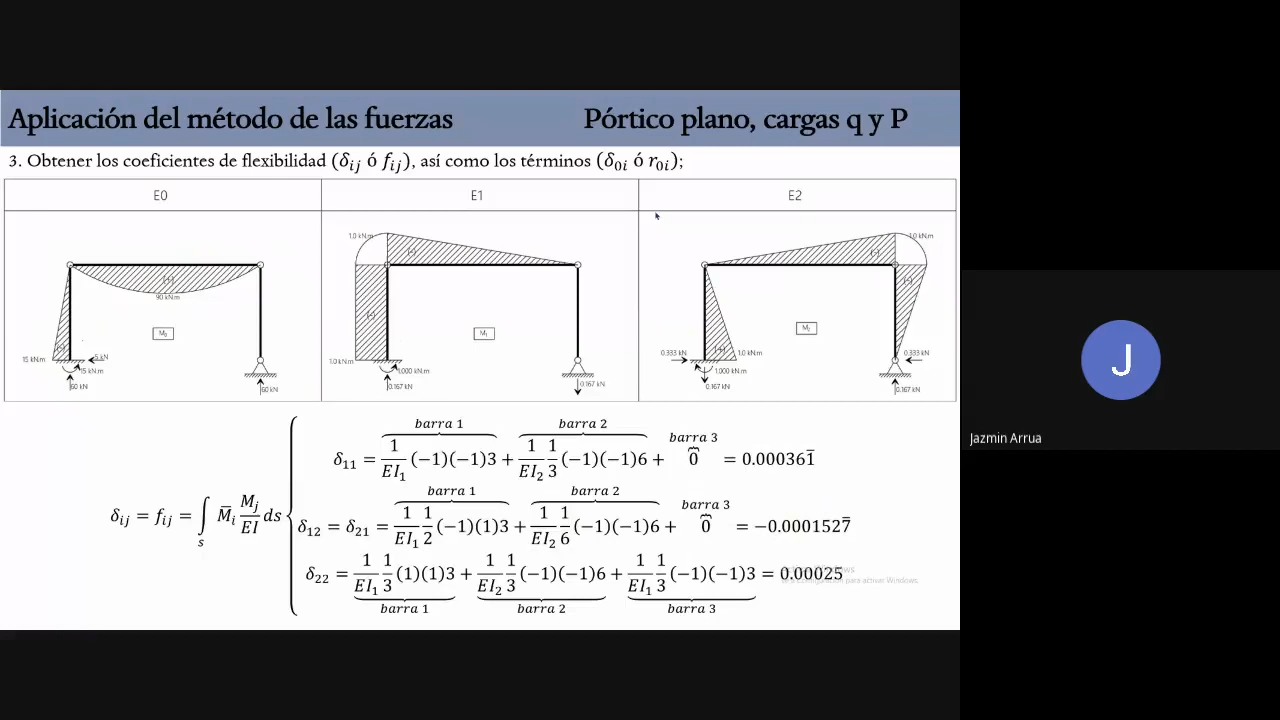 Aplicación del método de las fuerzas Pórtico plano, cargas q y P
3. Obtener los coeficientes de flexibilidad (δij ó fij), así como los términos (δ0i ó r0i);
E0 E1 E2
1.0 kN.m
(-)
(-)
1.0 kN.m
M1
1.000 kN.m
0.167 kN
0.167 kN
(+)
90 kN.m
M0
15 kN.m
(-)
5 kN
15 kN.m
60 kN
60 kN
1.0 kN.m
(-)
(-)
M2
0.333 kN
(+)
1.0 kN.m
1.000 kN.m
0.167 kN
0.333 kN
0.167 kN
barra 1 barra 2 barra 3
δ11 = 1/EI1 (−1)(−1)3 + 1/EI2 1/3 (−1)(−1)6 + 0 = 0.000361̅
barra 1 barra 2 barra 3
δij = fij = ∫s M̅i Mj/EI ds
δ12 = δ21 = 1/EI1 1/2 (−1)(1)3 + 1/EI2 1/6 (−1)(−1)6 + 0 = −0.0001527̅
δ22 = 1/EI1 1/3 (1)(1)3 + 1/EI2 1/3 (−1)(−1)6 + 1/EI1 1/3 (−1)(−1)3 = 0.00025
barra 1 barra 2 barra 3
para activar Windows.
J
Jazmin Arrua